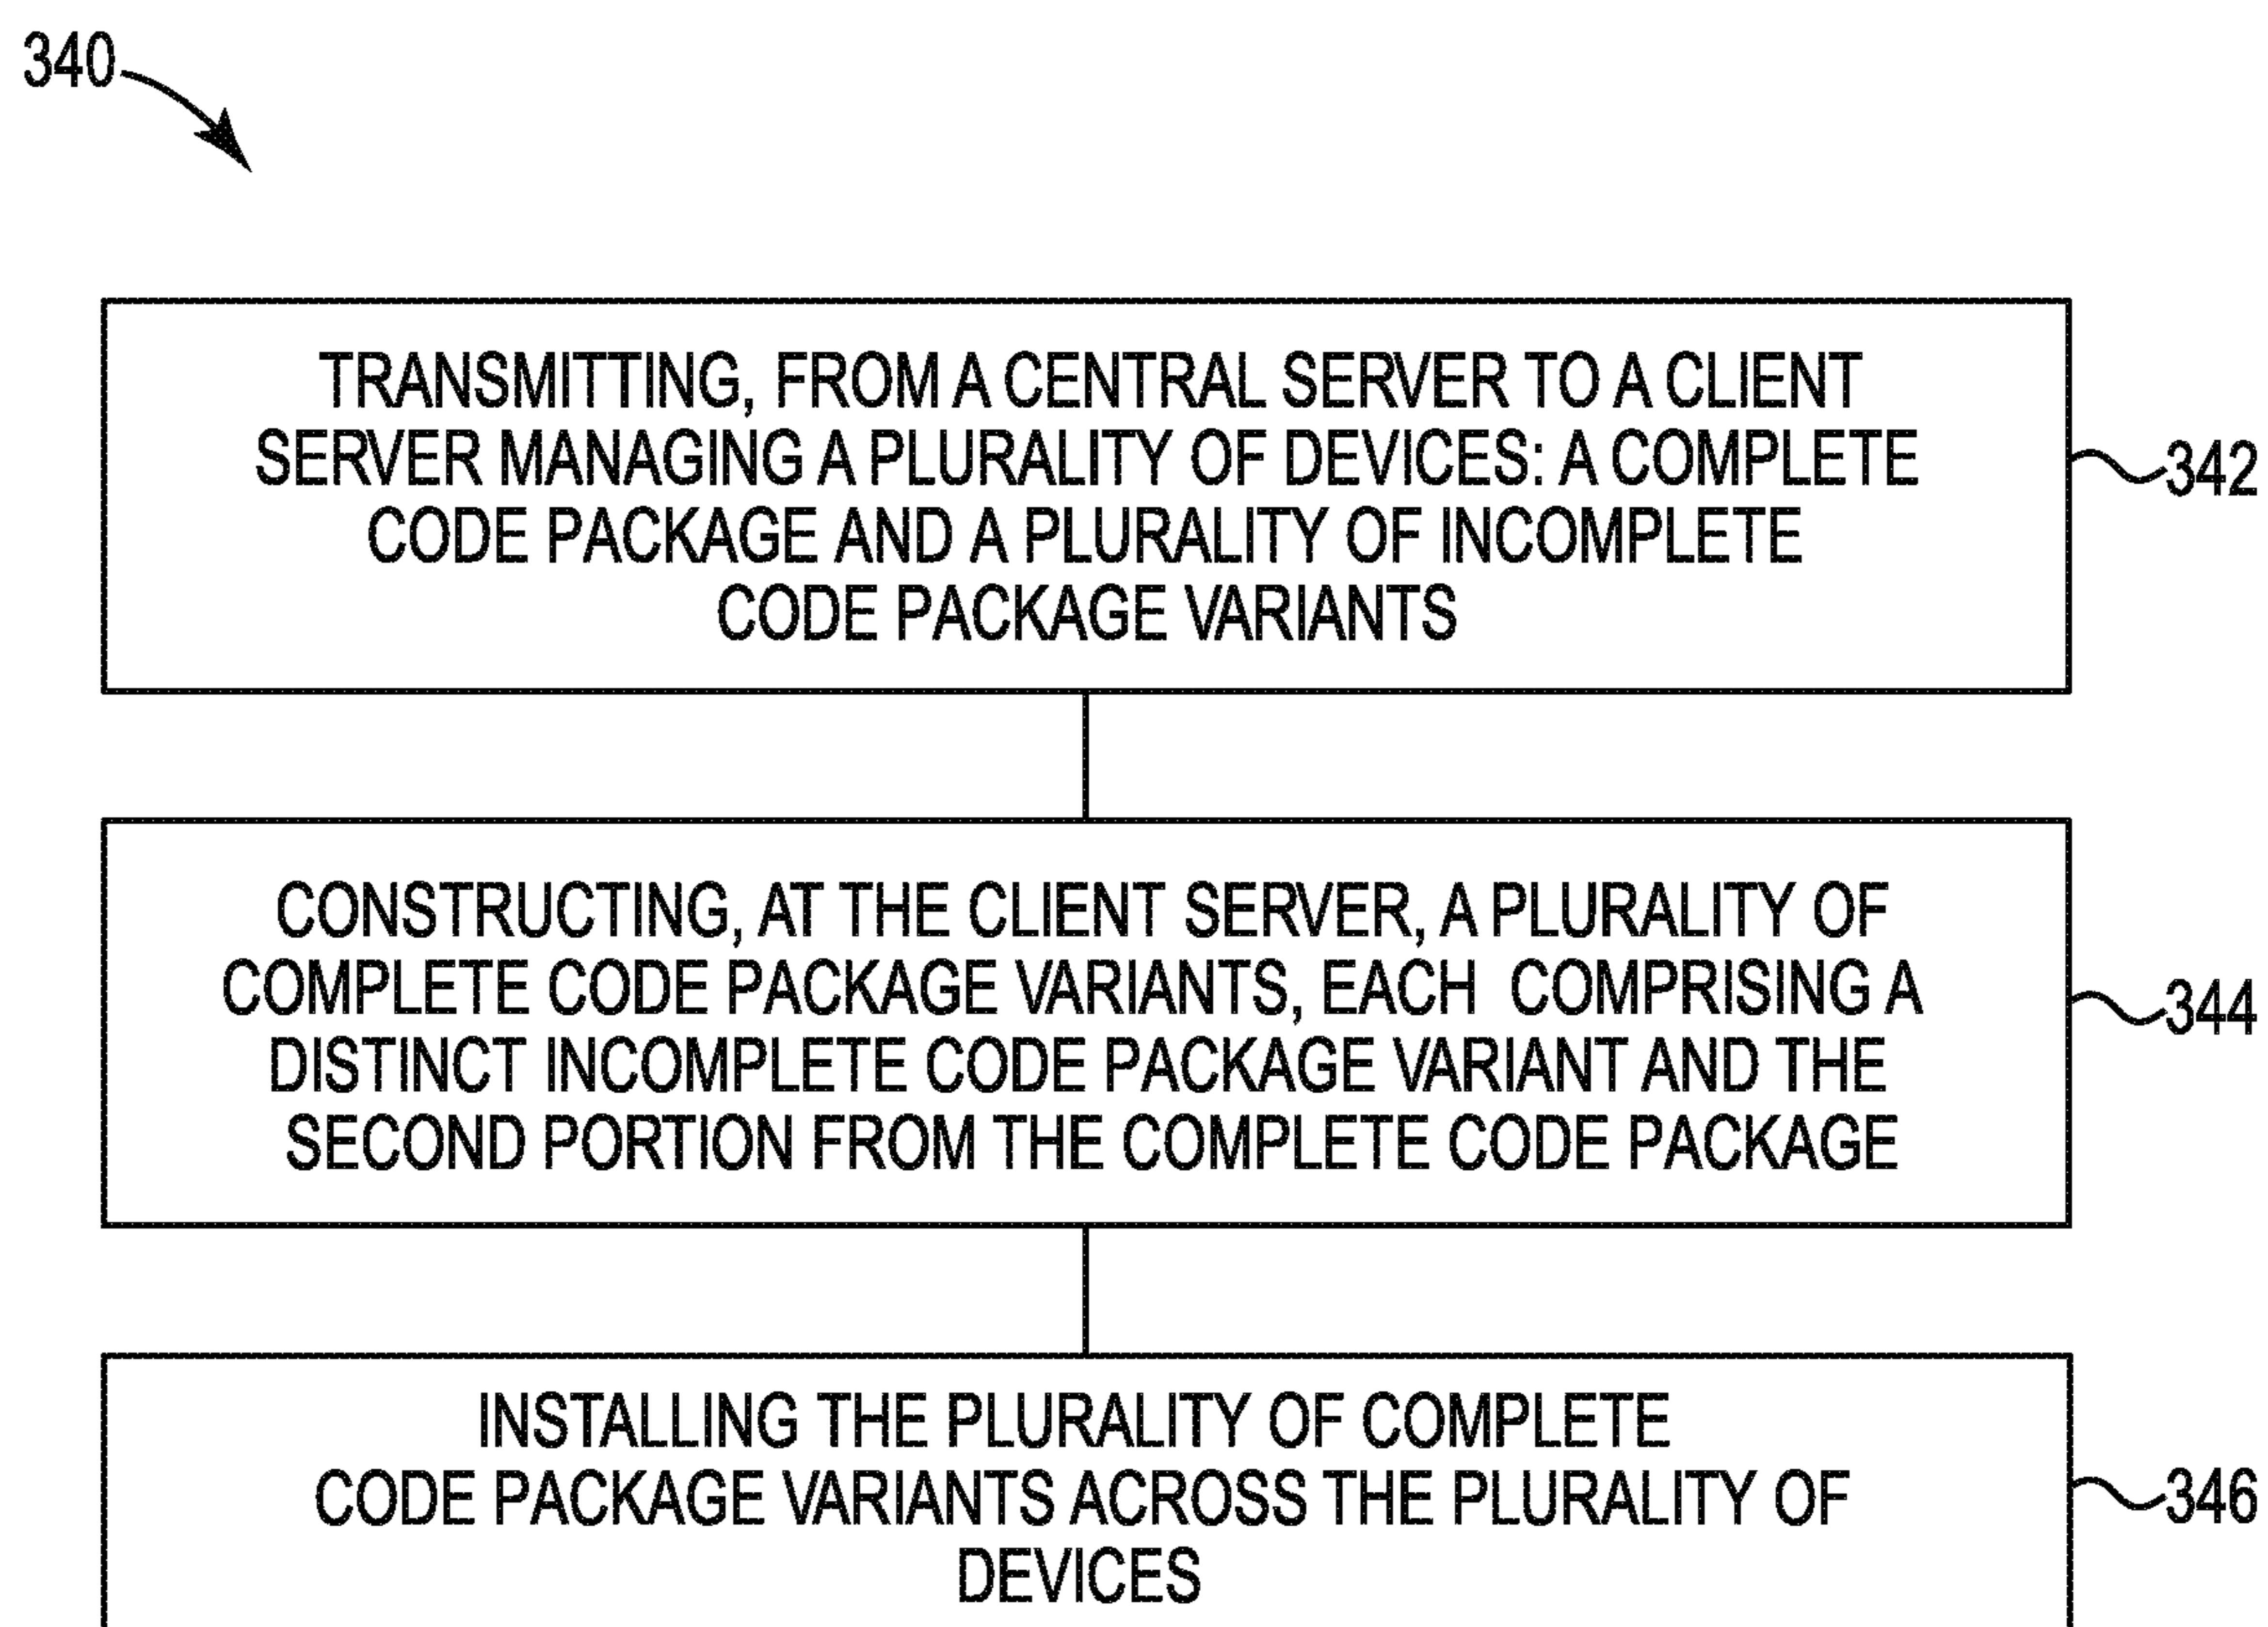 340
TRANSMITTING, FROM A CENTRAL SERVER TO A CLIENT
SERVER MANAGING A PLURALITY OF DEVICES: A COMPLETE
CODE PACKAGE AND A PLURALITY OF INCOMPLETE
CODE PACKAGE VARIANTS
342
CONSTRUCTING, AT THE CLIENT SERVER, A PLURALITY OF
COMPLETE CODE PACKAGE VARIANTS, EACH COMPRISING A
DISTINCT INCOMPLETE CODE PACKAGE VARIANT AND THE
SECOND PORTION FROM THE COMPLETE CODE PACKAGE
344
INSTALLING THE PLURALITY OF COMPLETE
CODE PACKAGE VARIANTS ACROSS THE PLURALITY OF
DEVICES
346